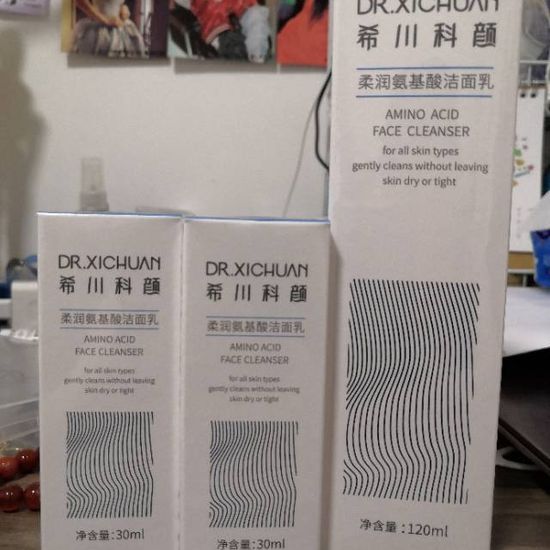 DR.XICHUAN
希川科颜
柔润氨基酸洁面乳
AMINO ACID
FACE CLEANSER
for all skin types
gently cleans without leaving
skin dry or tight
净含量:30ml
DR.XICHUAN
希川科颜
柔润氨基酸洁面乳
AMINO ACID
FACE CLEANSER
for all skin types
gently cleans without leaving
skin dry or tight
净含量:30ml
DR.XICHUAN
希川科颜
柔润氨基酸洁面乳
AMINO ACID
FACE CLEANSER
for all skin types
gently cleans without leaving
skin dry or tight
净含量:120ml